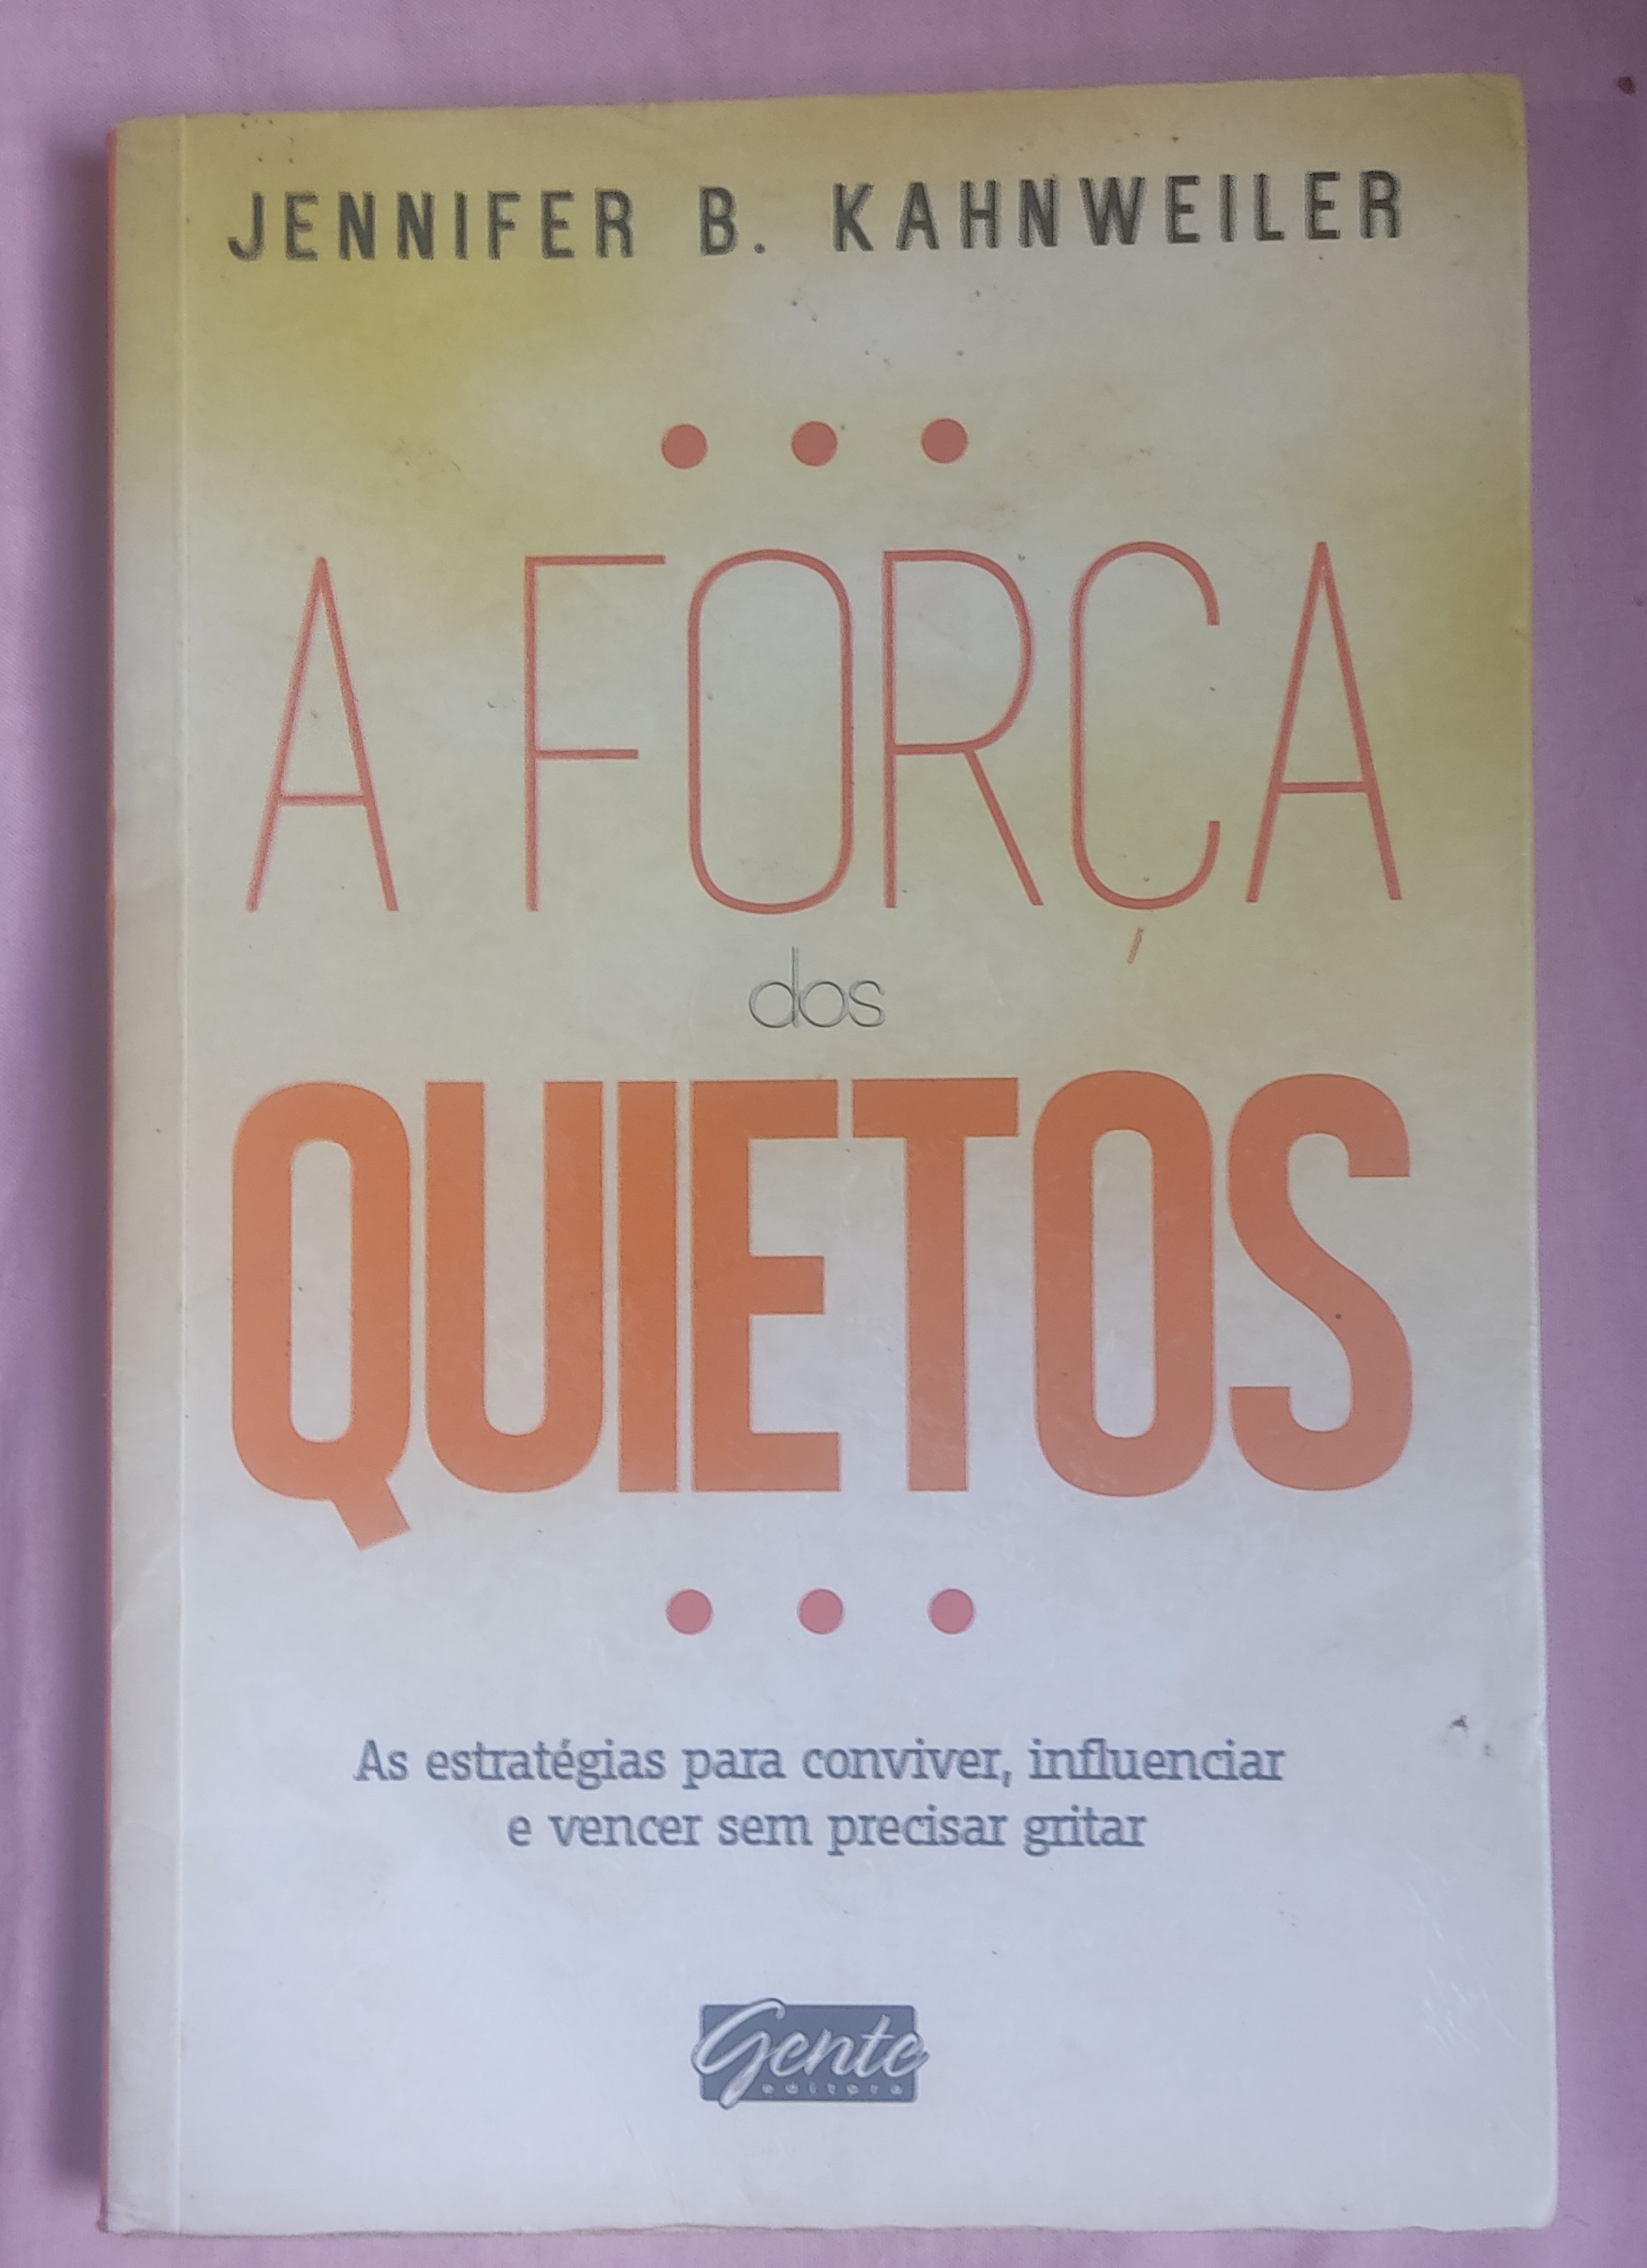 JENNIFER B. KAHNWEILER
A FORÇA
dos
QUIETOS
As estratégias para conviver, influenciar
e vencer sem precisar gritar
Gente
editora